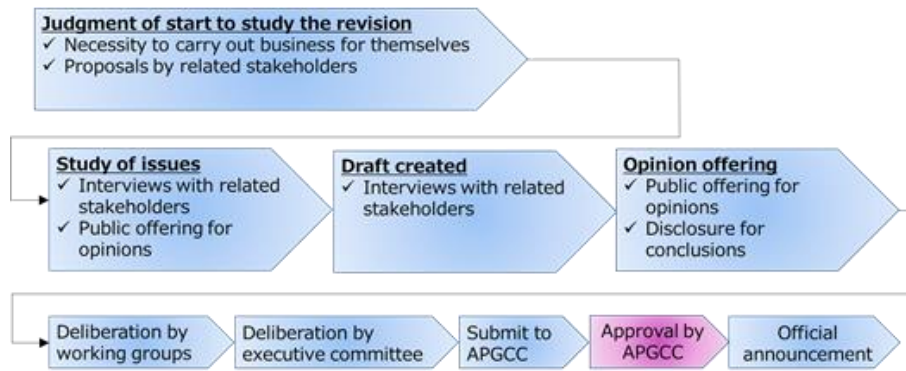 Judgment of start to study the revision
✓ Necessity to carry out business for themselves
✓ Proposals by related stakeholders
Study of issues
✓ Interviews with related
stakeholders
✓ Public offering for
opinions
Draft created
✓ Interviews with related
stakeholders
Opinion offering
✓ Public offering for
opinions
✓ Disclosure for
conclusions
Deliberation by
working groups
Deliberation by
executive committee
Submit to
APGCC
Approval by
APGCC
Official
announcement